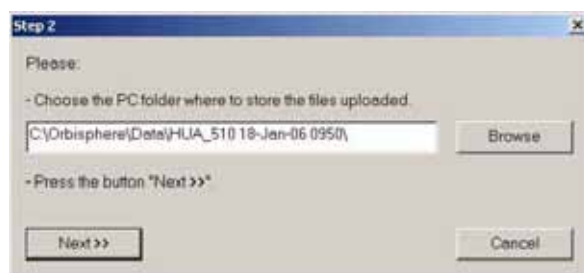 Step 2
Please:
- Choose the PC folder where to store the files uploaded.
C:\Orbisphere\Data\HUA_510 18-Jan-06 0950\
Browse
- Press the button "Next >>".
Next >>
Cancel